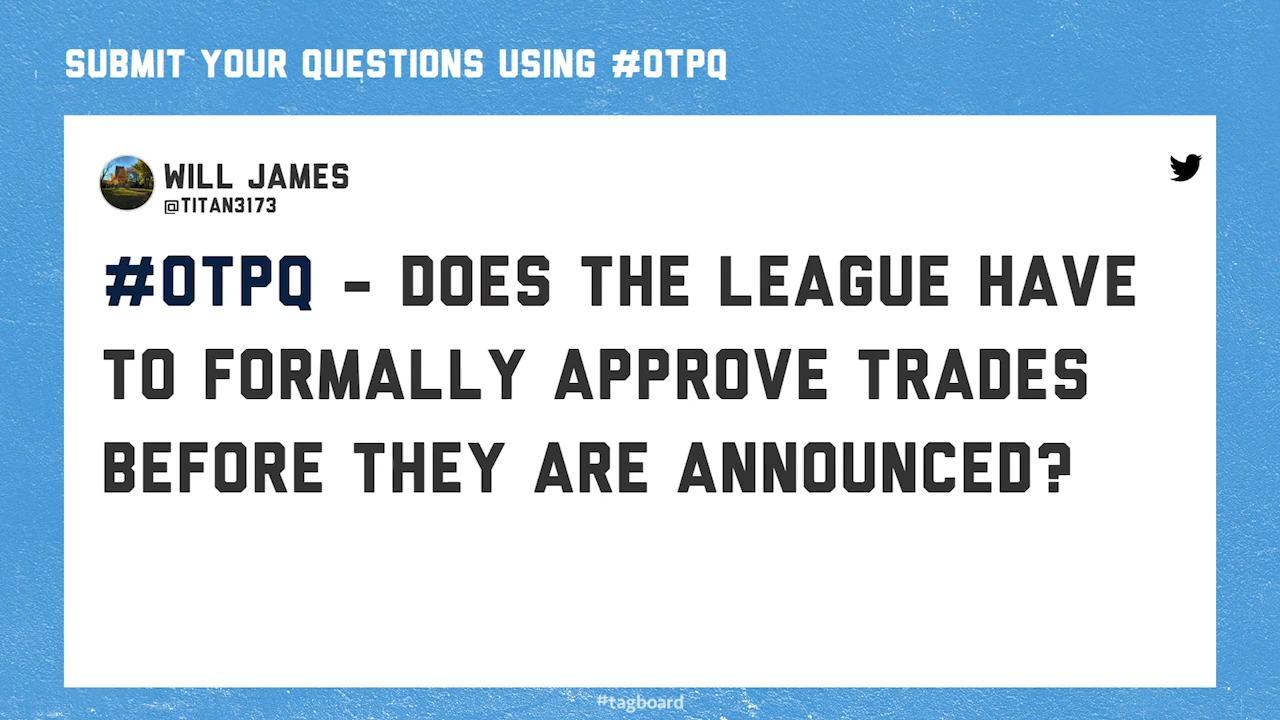 SUBMIT YOUR QUESTIONS USING #OTPQ
WILL JAMES
@TITAN3173
#OTPQ - DOES THE LEAGUE HAVE
TO FORMALLY APPROVE TRADES
BEFORE THEY ARE ANNOUNCED?
#tagboard